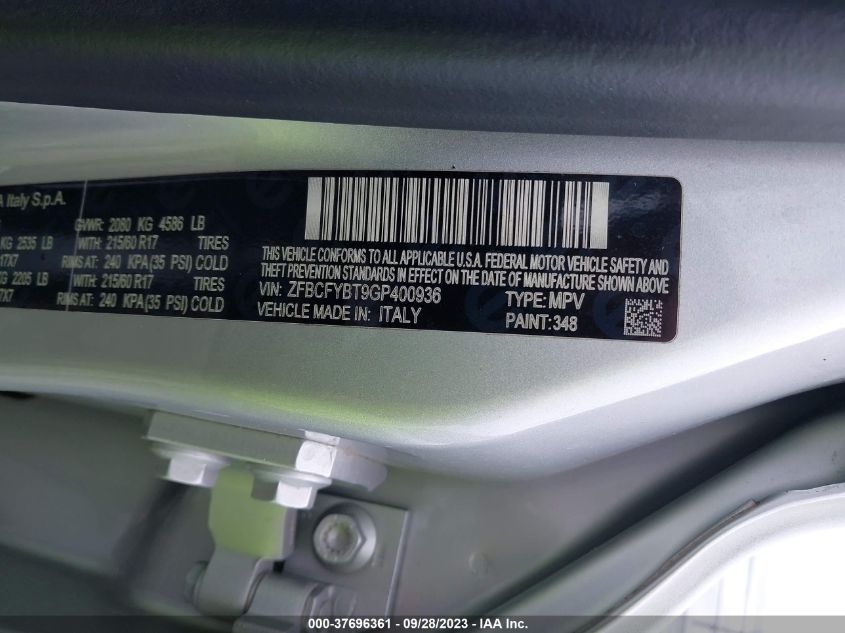 A Italy S.p.A.
GVWR: 2080 KG 4586 LB
KG 2535 LB WITH: 215/60 R17 TIRES
17X7 RIMS AT: 240 KPA(35 PSI) COLD
KG 2205 LB WITH: 215/60 R17 TIRES
7X7 RIMS AT: 240 KPA(35 PSI) COLD
THIS VEHICLE CONFORMS TO ALL APPLICABLE U.S.A. FEDERAL MOTOR VEHICLE SAFETY AND
THEFT PREVENTION STANDARDS IN EFFECT ON THE DATE OF MANUFACTURE SHOWN ABOVE
VIN: ZFBCFYBT9GP400936 TYPE: MPV
VEHICLE MADE IN: ITALY PAINT:348
000-37696361 / 09/28/2023 - © IAA Inc.